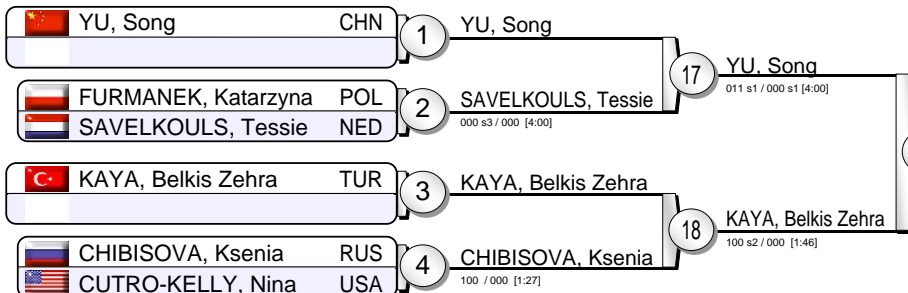 YU, Song CHN
1
YU, Song
FURMANEK, Katarzyna POL
SAVELKOULS, Tessie NED
2
SAVELKOULS, Tessie
000 s3 / 000 [4:00]
17
YU, Song
011 s1 / 000 s1 [4:00]
KAYA, Belkis Zehra TUR
3
KAYA, Belkis Zehra
CHIBISOVA, Ksenia RUS
CUTRO-KELLY, Nina USA
4
CHIBISOVA, Ksenia
100 / 000 [1:27]
18
KAYA, Belkis Zehra
100 s2 / 000 [1:46]